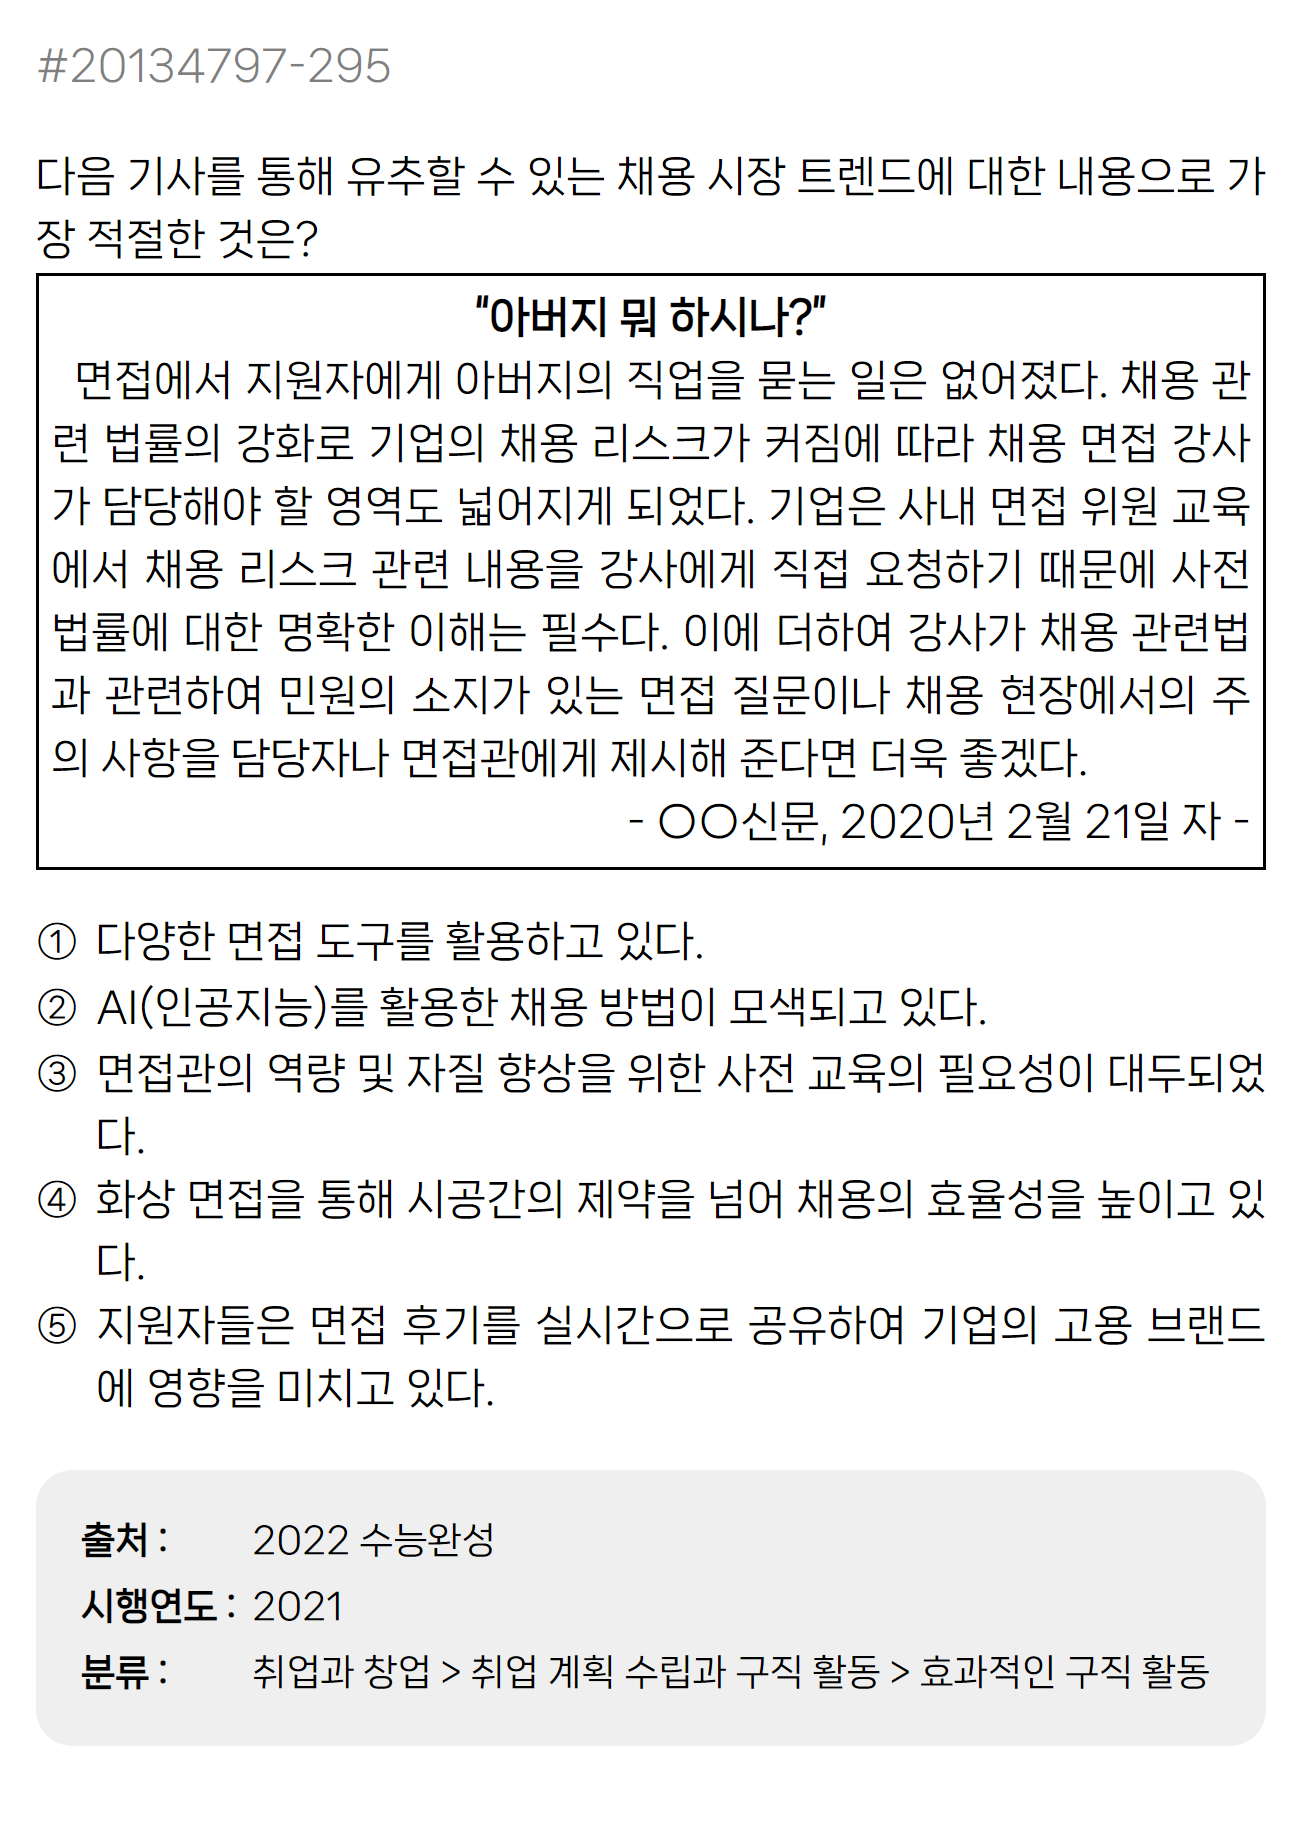 #20134797-295
다음 기사를 통해 유추할 수 있는 채용 시장 트렌드에 대한 내용으로 가
장 적절한 것은?
"아버지 뭐 하시나?"
면접에서 지원자에게 아버지의 직업을 묻는 일은 없어졌다. 채용 관
련 법률의 강화로 기업의 채용 리스크가 커짐에 따라 채용 면접 강사
가 담당해야 할 영역도 넓어지게 되었다. 기업은 사내 면접 위원 교육
에서 채용 리스크 관련 내용을 강사에게 직접 요청하기 때문에 사전
법률에 대한 명확한 이해는 필수다. 이에 더하여 강사가 채용 관련법
과 관련하여 민원의 소지가 있는 면접 질문이나 채용 현장에서의 주
의 사항을 담당자나 면접관에게 제시해 준다면 더욱 좋겠다.
- 〇〇신문, 2020년 2월 21일 자 -
① 다양한 면접 도구를 활용하고 있다.
② AI(인공지능)를 활용한 채용 방법이 모색되고 있다.
③ 면접관의 역량 및 자질 향상을 위한 사전 교육의 필요성이 대두되었
다.
④ 화상 면접을 통해 시공간의 제약을 넘어 채용의 효율성을 높이고 있
다.
⑤ 지원자들은 면접 후기를 실시간으로 공유하여 기업의 고용 브랜드
에 영향을 미치고 있다.
출처 : 2022 수능완성
시행연도 : 2021
분류 : 취업과 창업 > 취업 계획 수립과 구직 활동 > 효과적인 구직 활동